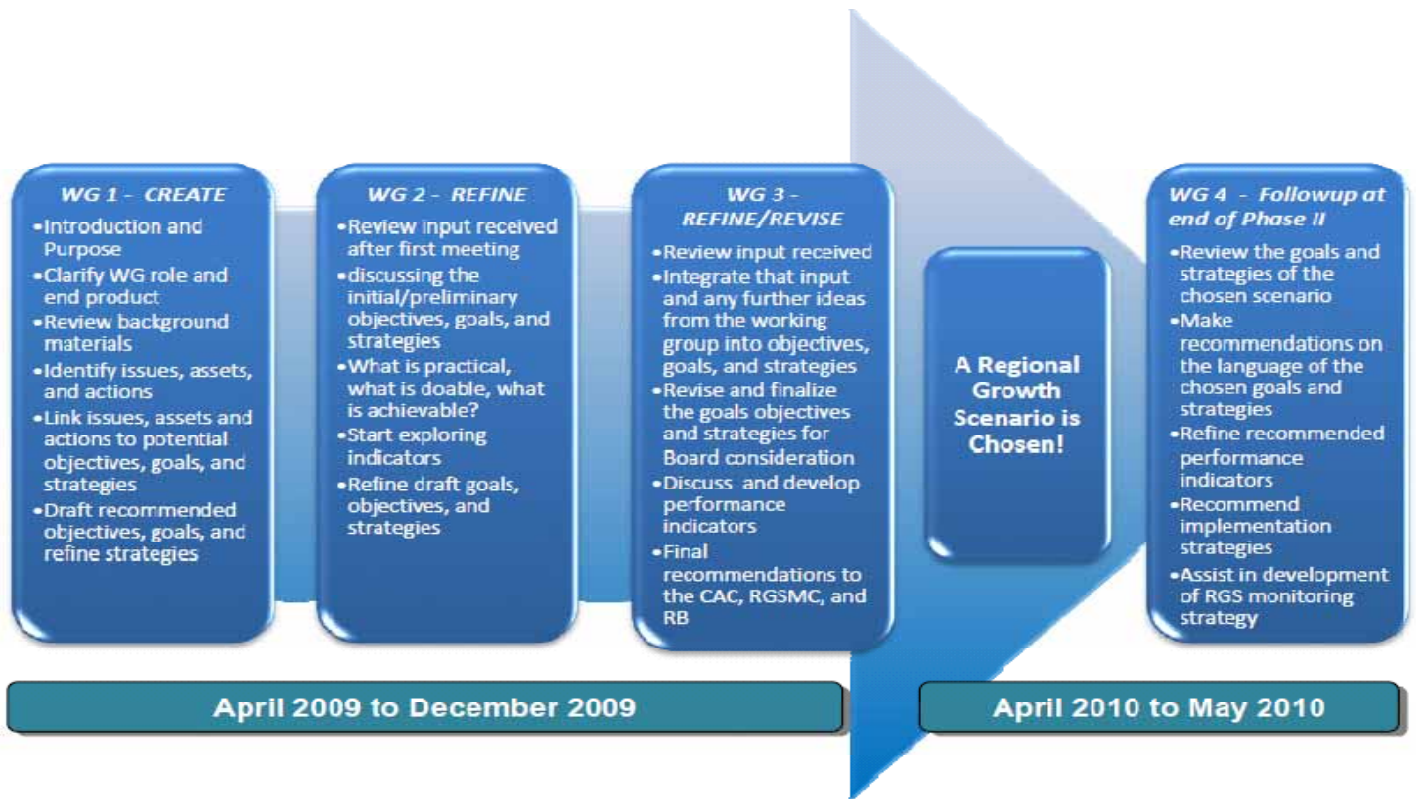 WG 1 - CREATE
•Introduction and
Purpose
•Clarify WG role and
end product
•Review background
materials
•Identify issues, assets,
and actions
•Link issues, assets and
actions to potential
objectives, goals, and
strategies
•Draft recommended
objectives, goals, and
refine strategies
WG 2 - REFINE
•Review input received
after first meeting
•discussing the
initial/preliminary
objectives, goals, and
strategies
•What is practical,
what is doable, what
is achievable?
•Start exploring
indicators
•Refine draft goals,
objectives, and
strategies
WG 3 -
REFINE/REVISE
•Review input received
•Integrate that input
and any further ideas
from the working
group into objectives,
goals, and strategies
•Revise and finalize
the goals objectives
and strategies for
Board consideration
•Discuss and develop
performance
indicators
•Final
recommendations to
the CAC, RGSMC, and
RB
A Regional
Growth
Scenario is
Chosen!
WG 4 - Followup at
end of Phase II
•Review the goals and
strategies of the
chosen scenario
•Make
recommendations on
the language of the
chosen goals and
strategies
•Refine recommended
performance
indicators
•Recommend
implementation
strategies
•Assist in development
of RGS monitoring
strategy
April 2009 to December 2009
April 2010 to May 2010